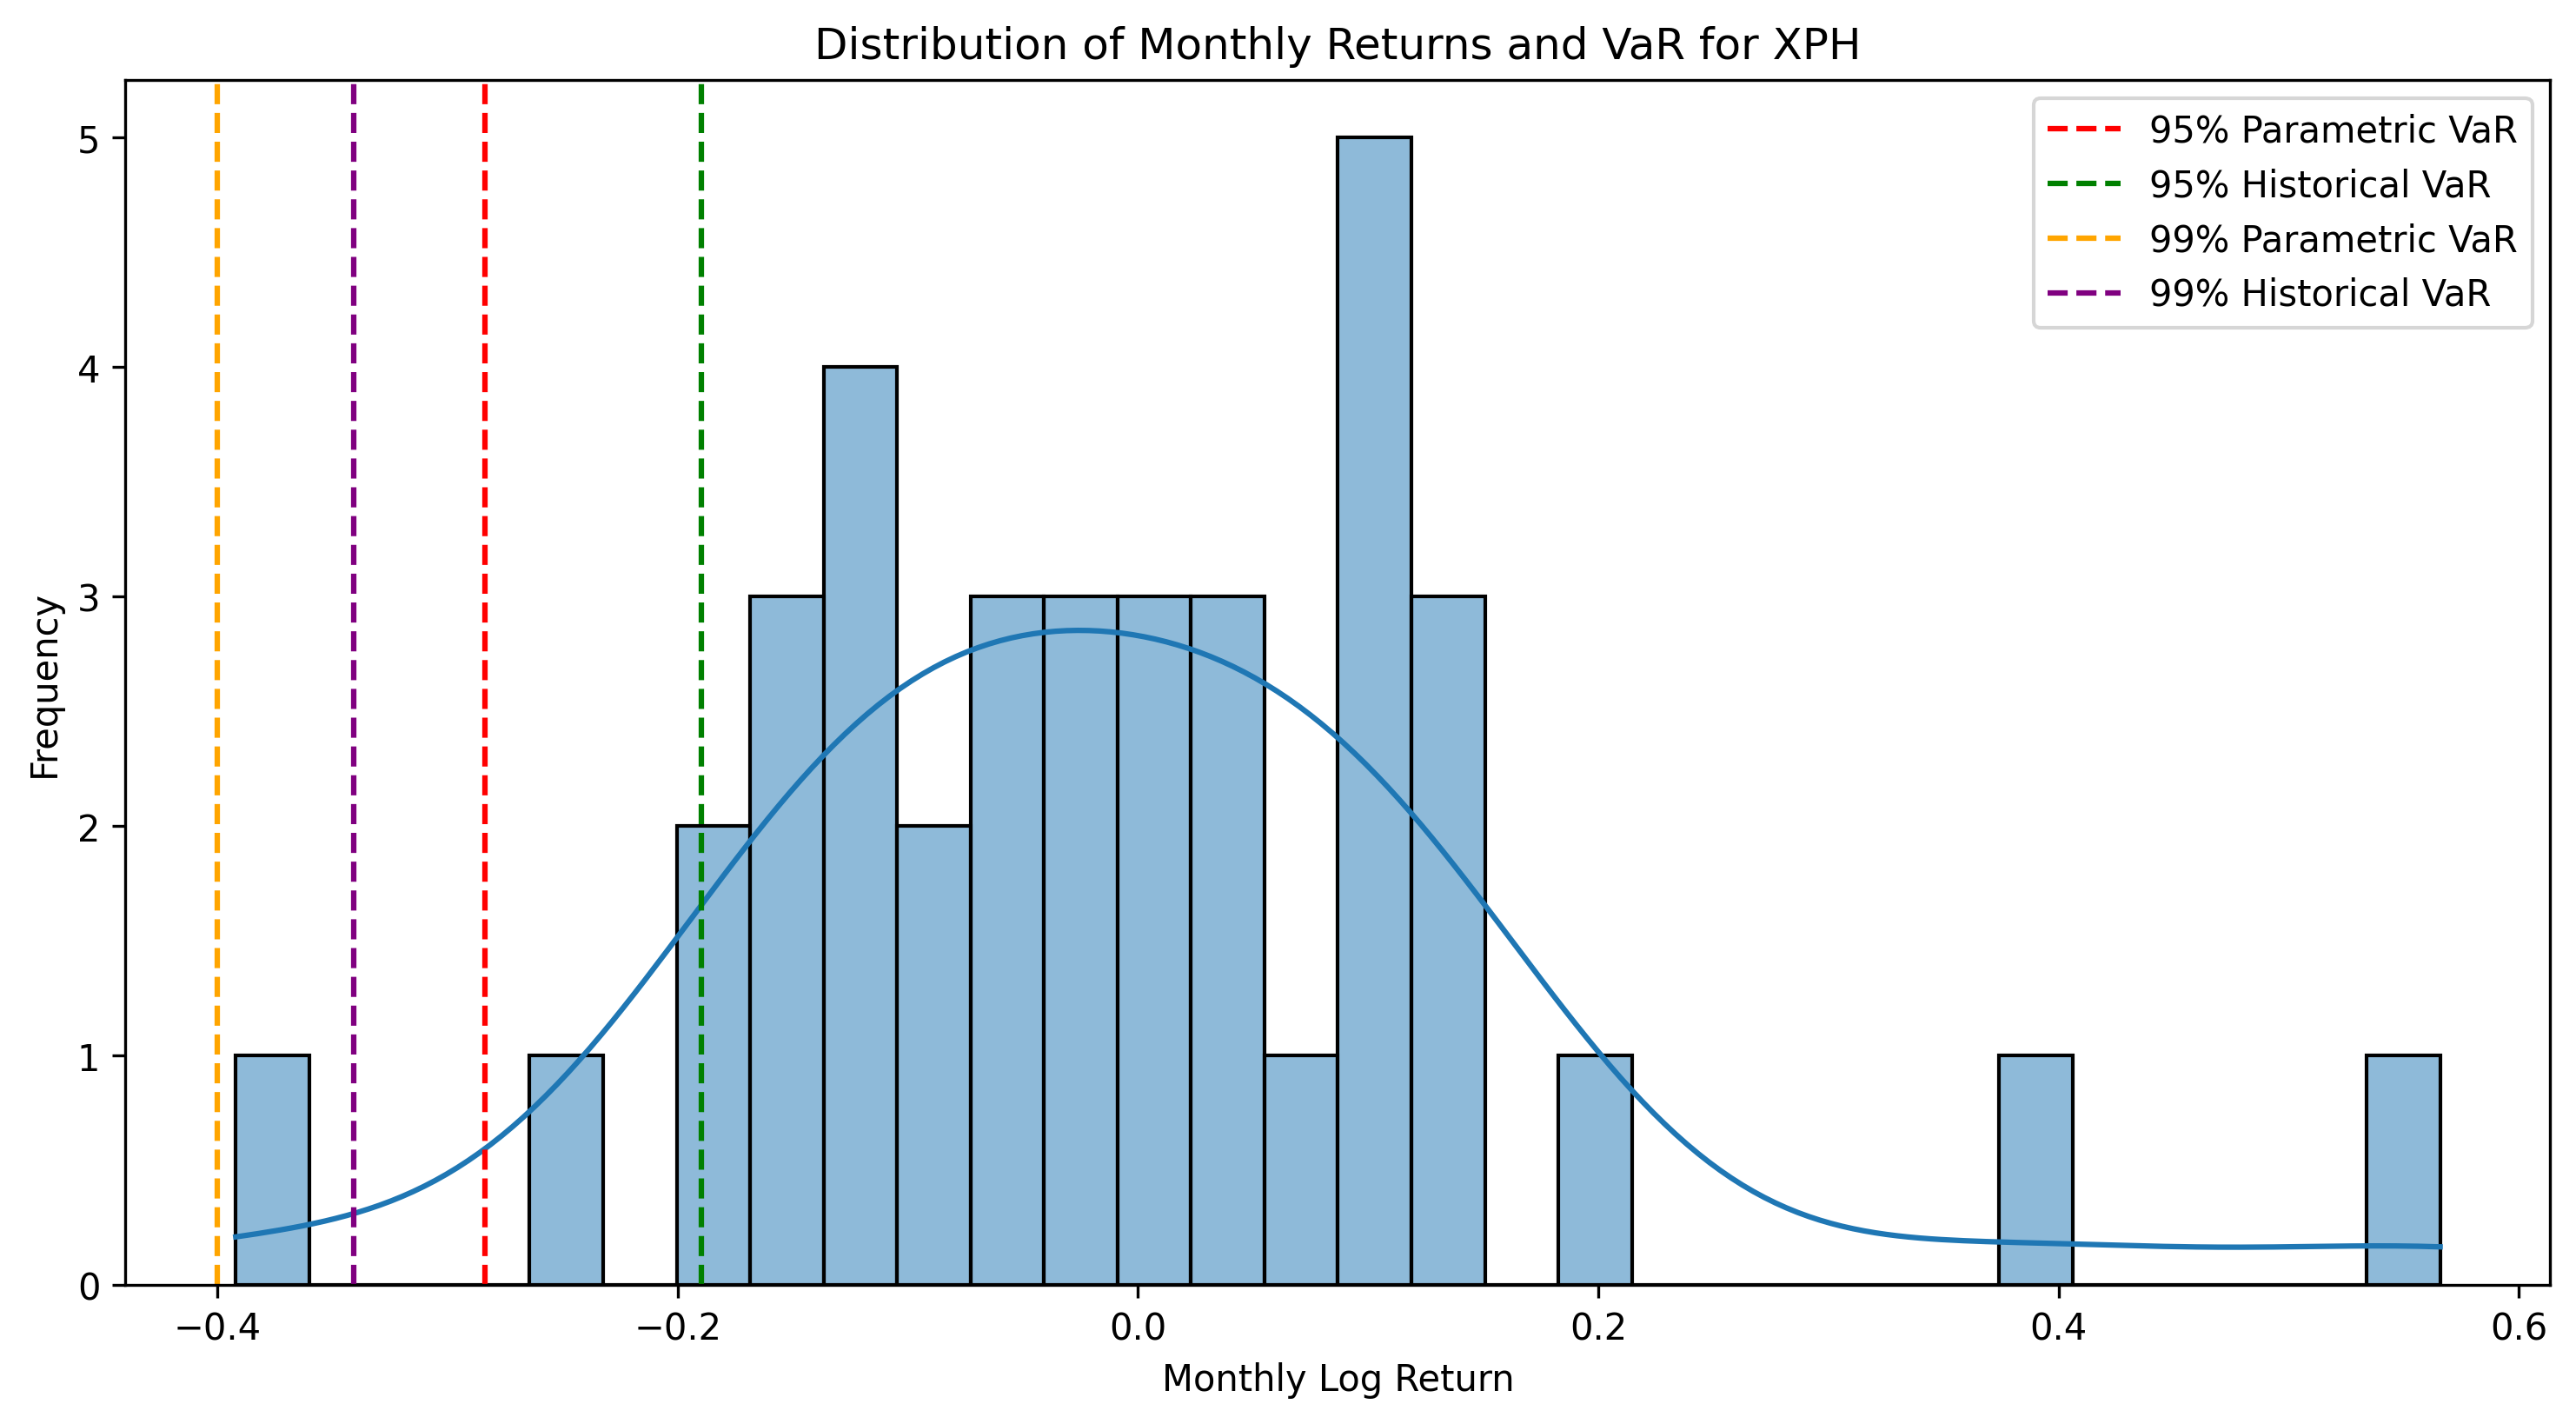 Distribution of Monthly Returns and VaR for XPH
95% Parametric VaR
95% Historical VaR
99% Parametric VaR
99% Historical VaR
Frequency
5
4
3
2
1
0
−0.4 −0.2 0.0 0.2 0.4 0.6
Monthly Log Return